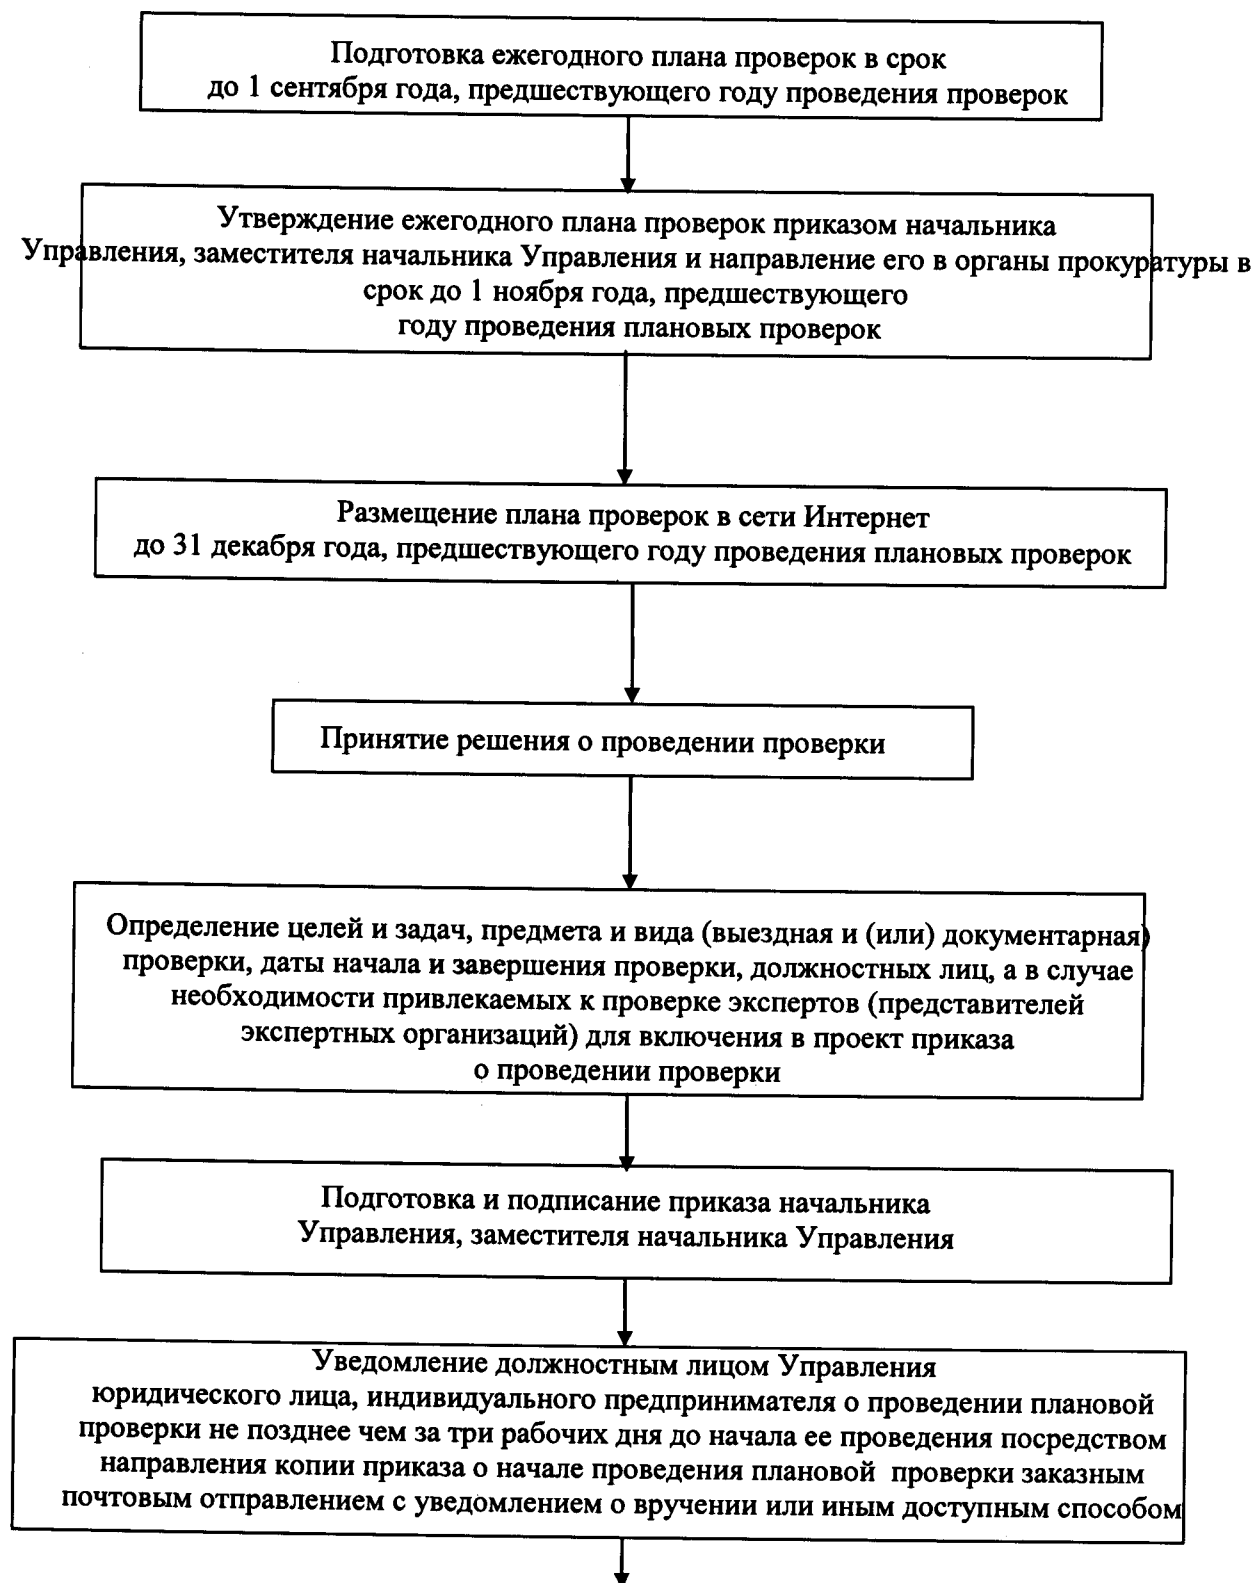 Подготовка ежегодного плана проверок в срок
до 1 сентября года, предшествующего году проведения проверок
Утверждение ежегодного плана проверок приказом начальника
Управления, заместителя начальника Управления и направление его в органы прокуратуры в
срок до 1 ноября года, предшествующего
году проведения плановых проверок
Размещение плана проверок в сети Интернет
до 31 декабря года, предшествующего году проведения плановых проверок
Принятие решения о проведении проверки
Определение целей и задач, предмета и вида (выездная и (или) документарная)
проверки, даты начала и завершения проверки, должностных лиц, а в случае
необходимости привлекаемых к проверке экспертов (представителей
экспертных организаций) для включения в проект приказа
о проведении проверки
Подготовка и подписание приказа начальника
Управления, заместителя начальника Управления
Уведомление должностным лицом Управления
юридического лица, индивидуального предпринимателя о проведении плановой
проверки не позднее чем за три рабочих дня до начала ее проведения посредством
направления копии приказа о начале проведения плановой проверки заказным
почтовым отправлением с уведомлением о вручении или иным доступным способом